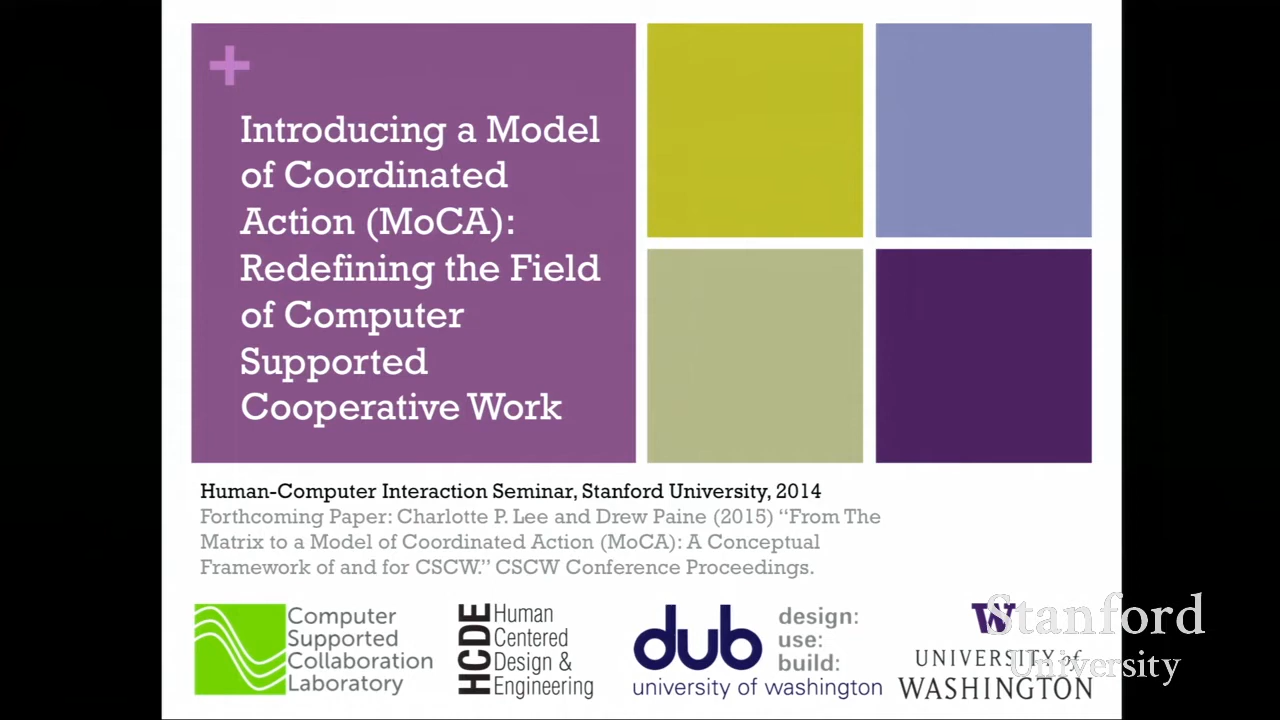 +
Introducing a Model
of Coordinated
Action (MoCA):
Redefining the Field
of Computer
Supported
Cooperative Work
Human-Computer Interaction Seminar, Stanford University, 2014
Forthcoming Paper: Charlotte P. Lee and Drew Paine (2015) “From The
Matrix to a Model of Coordinated Action (MoCA): A Conceptual
Framework of and for CSCW.” CSCW Conference Proceedings.
Computer
Supported
Collaboration
Laboratory
HCDE
Human
Centered
Design &
Engineering
dub
design:
use:
build:
university of washington
W
UNIVERSITY of
WASHINGTON
Stanford
University